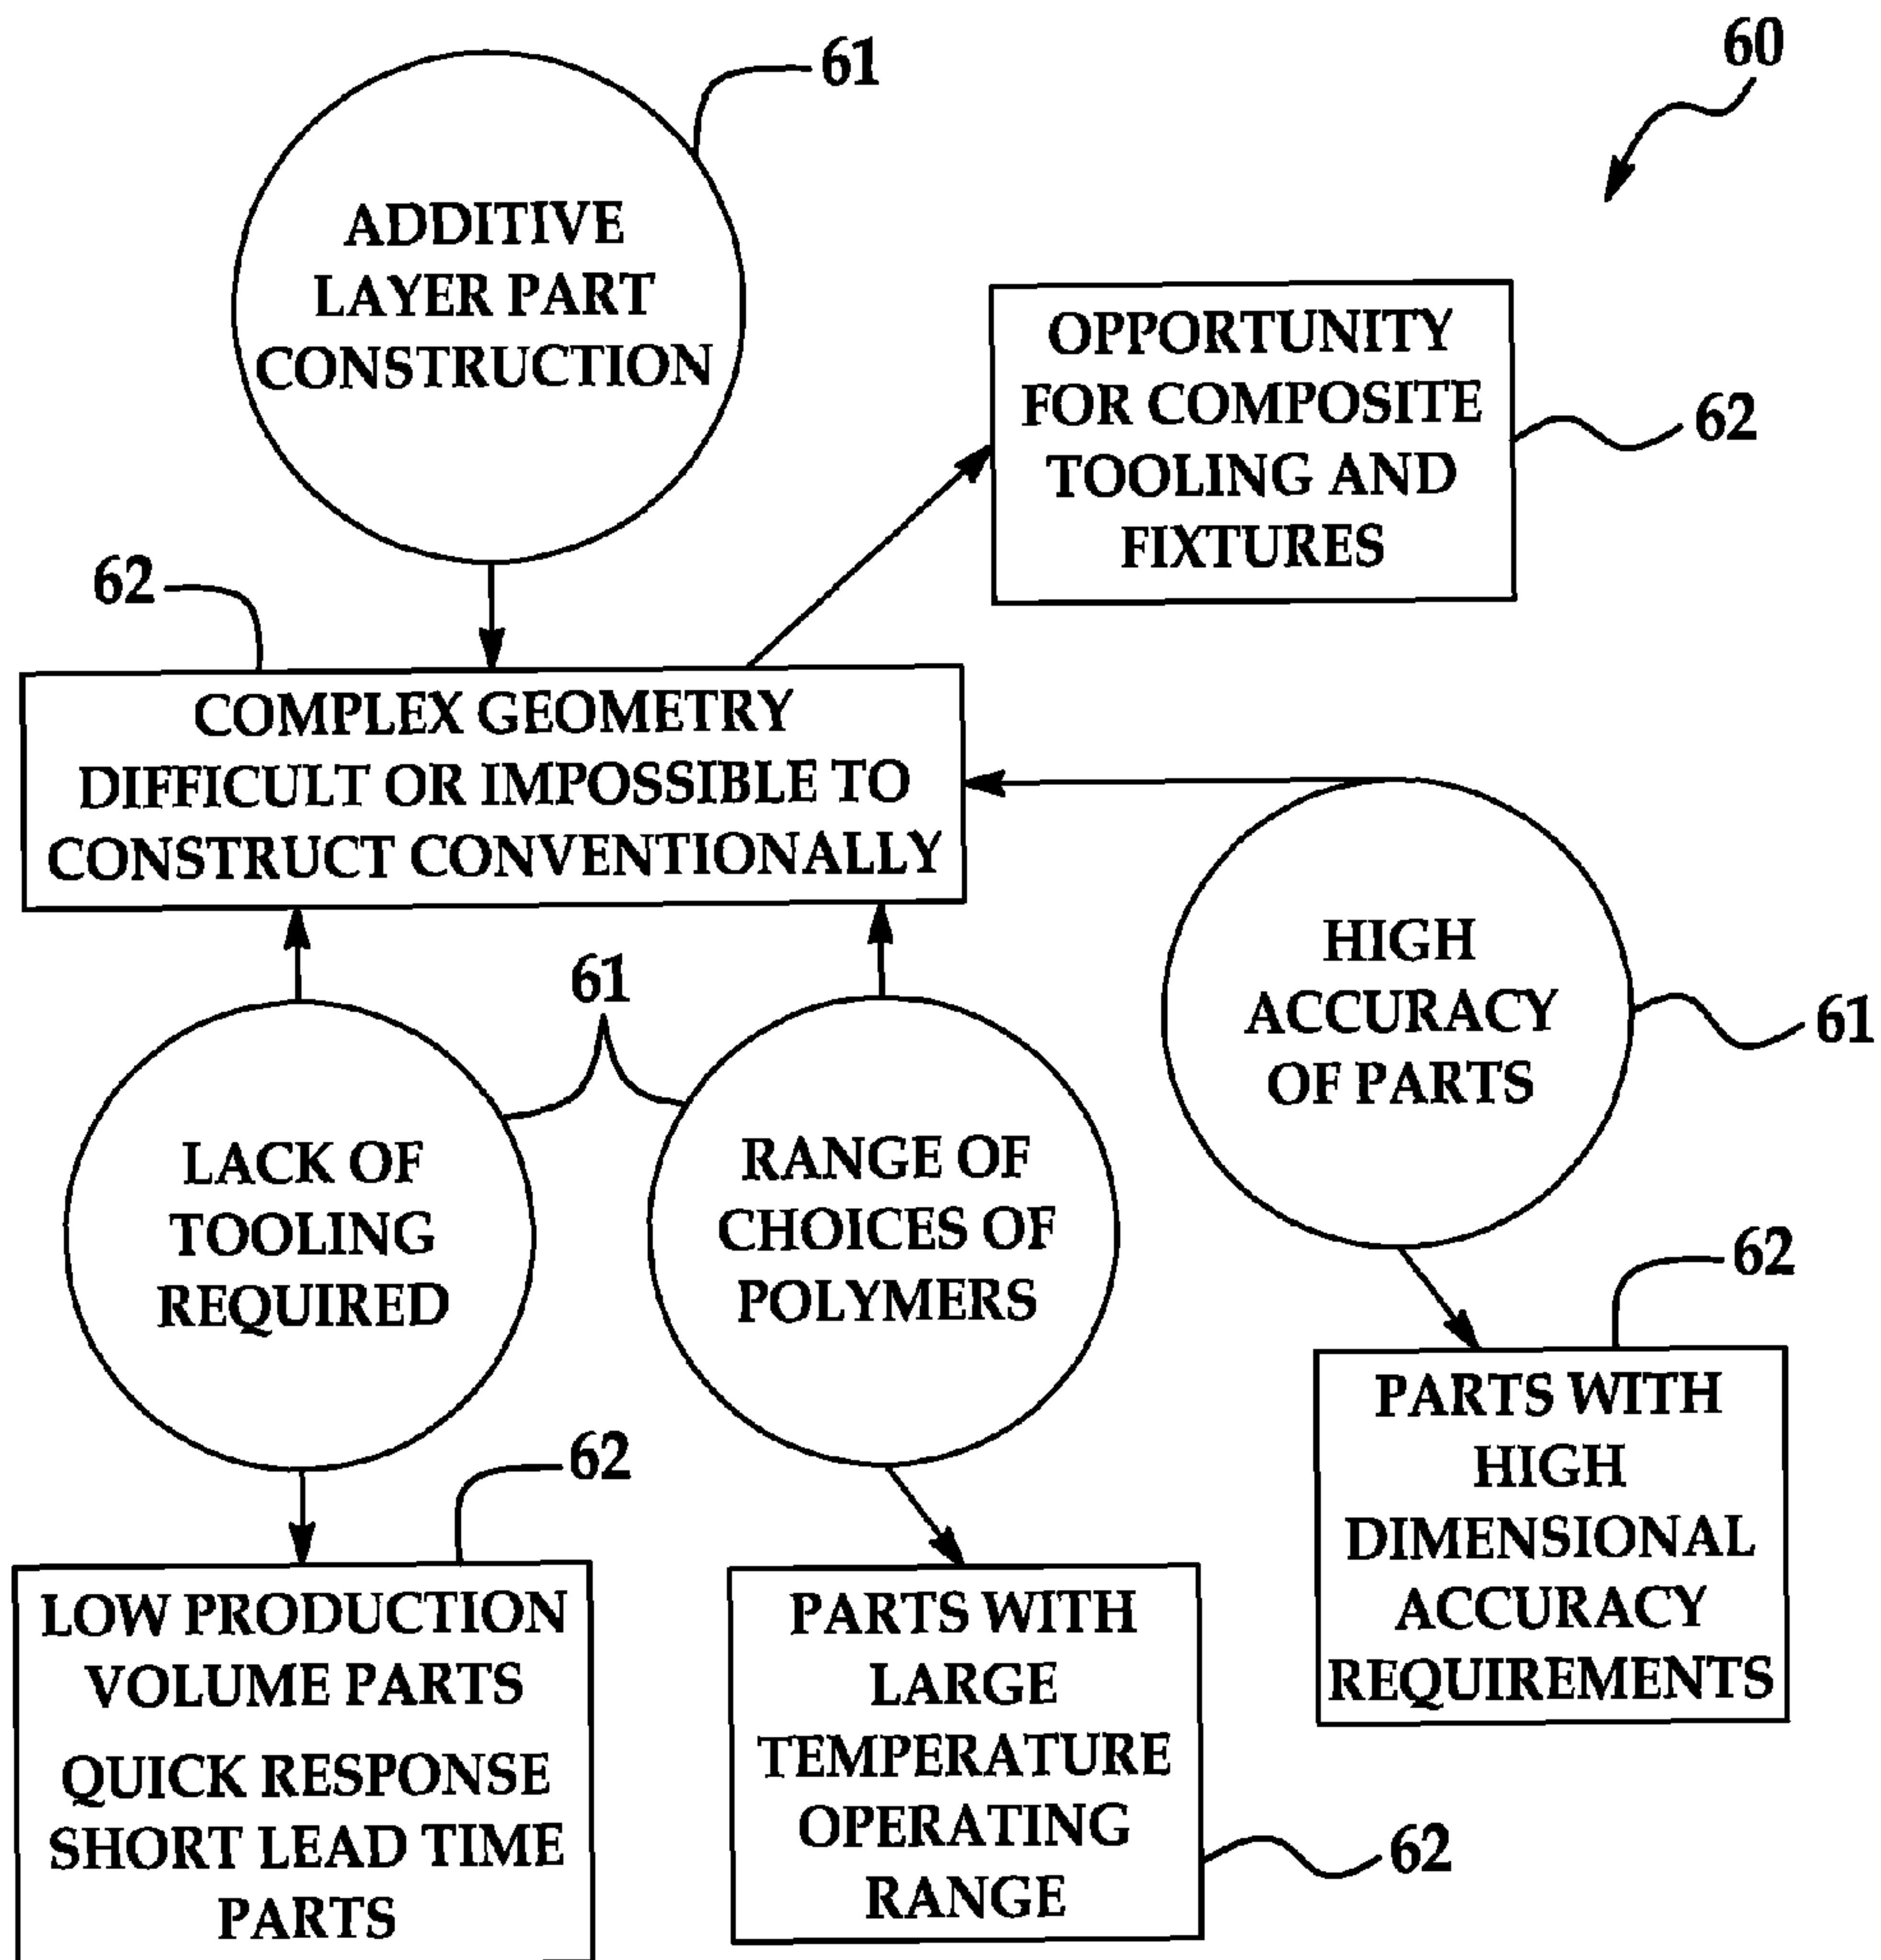 60
61
ADDITIVE
LAYER PART
CONSTRUCTION
OPPORTUNITY
FOR COMPOSITE
TOOLING AND
FIXTURES
62
62
COMPLEX GEOMETRY
DIFFICULT OR IMPOSSIBLE TO
CONSTRUCT CONVENTIONALLY
61
HIGH
ACCURACY
OF PARTS
61
LACK OF
TOOLING
REQUIRED
RANGE OF
CHOICES OF
POLYMERS
62
PARTS WITH
HIGH
DIMENSIONAL
ACCURACY
REQUIREMENTS
62
LOW PRODUCTION
VOLUME PARTS
QUICK RESPONSE
SHORT LEAD TIME
PARTS
PARTS WITH
LARGE
TEMPERATURE
OPERATING
RANGE
62